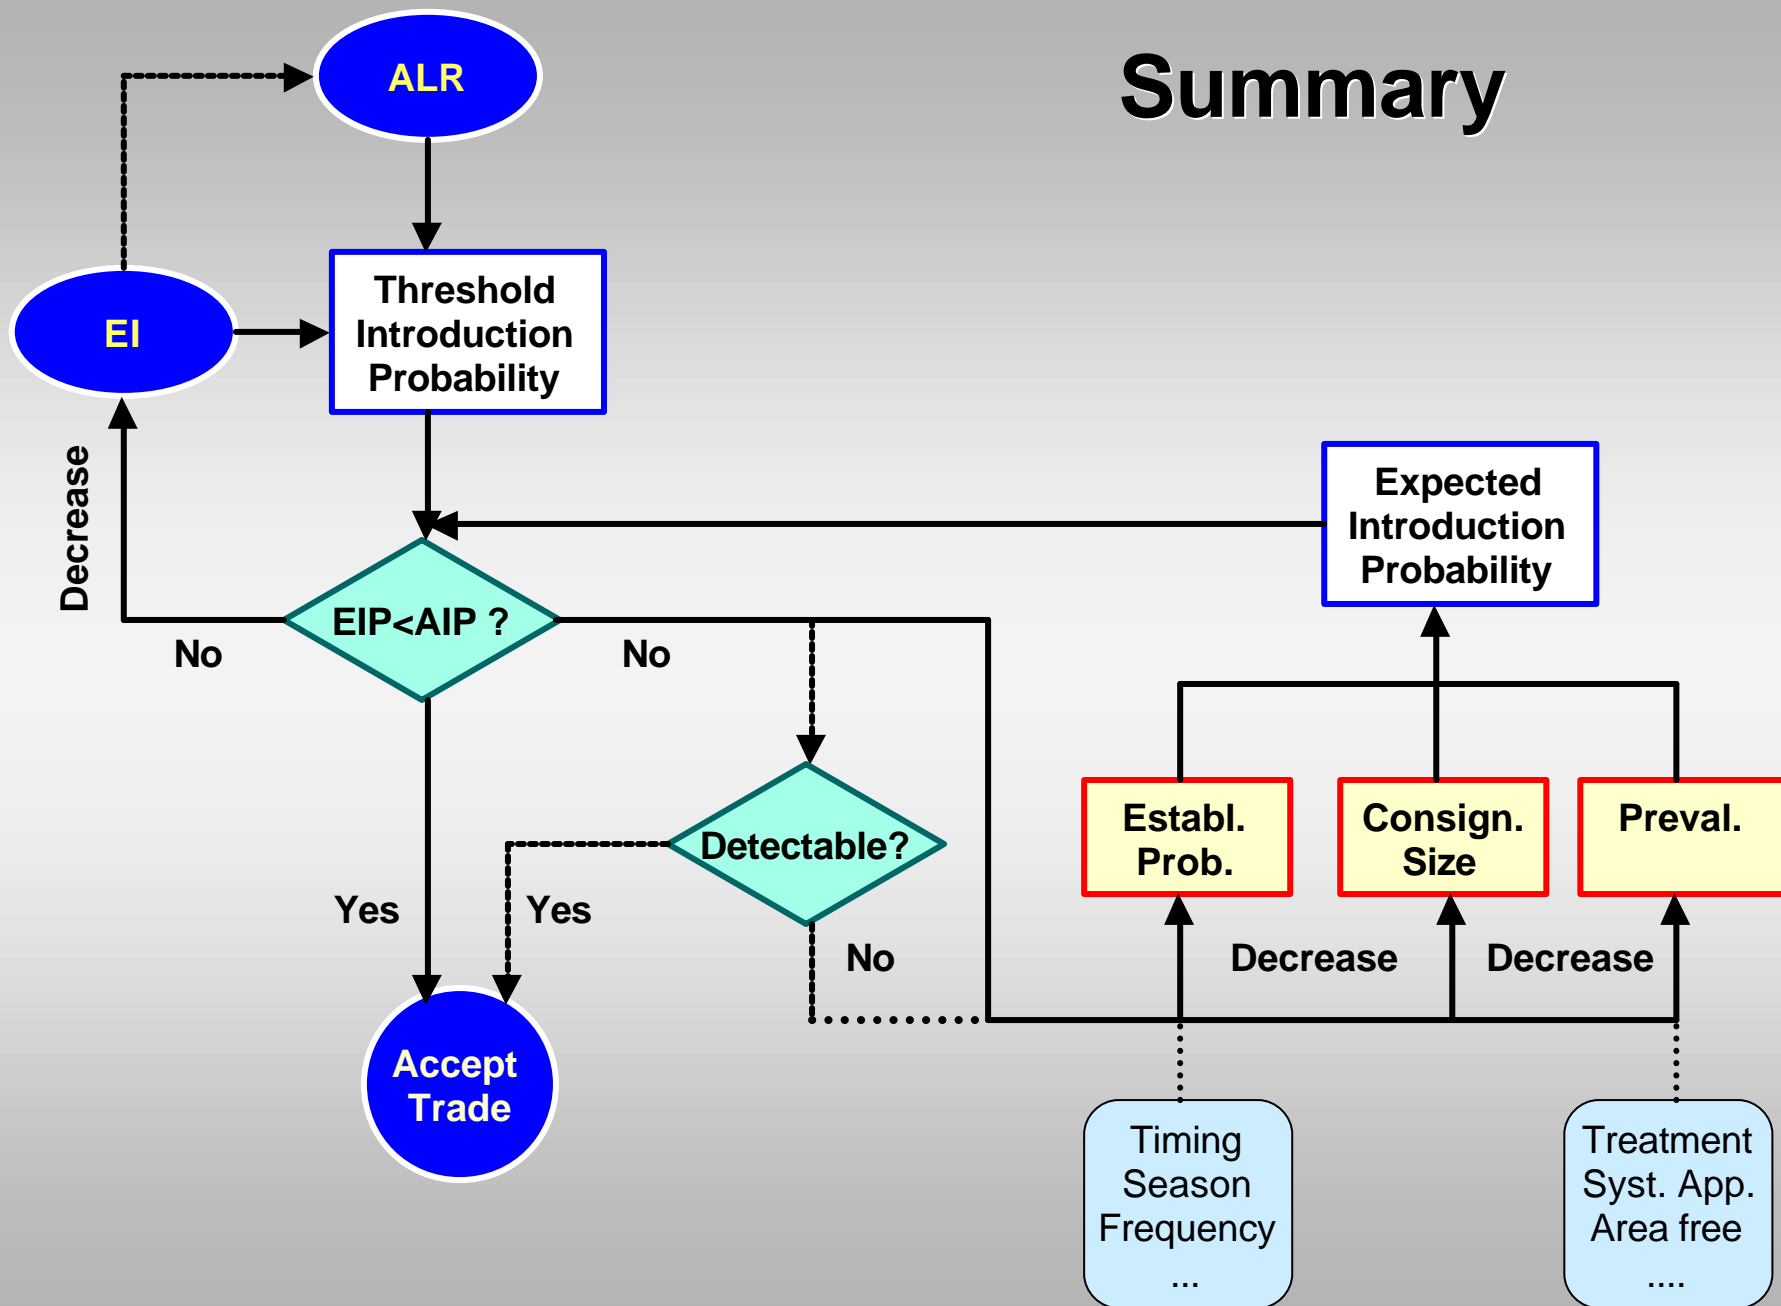 Summary
ALR
EI
Threshold
Introduction
Probability
Decrease
Expected
Introduction
Probability
EIP<AIP ?
No
No
Detectable?
Yes
Yes
No
Establ.
Prob.
Consign.
Size
Preval.
Decrease
Decrease
Accept
Trade
Timing
Season
Frequency
...
Treatment
Syst. App.
Area free
....